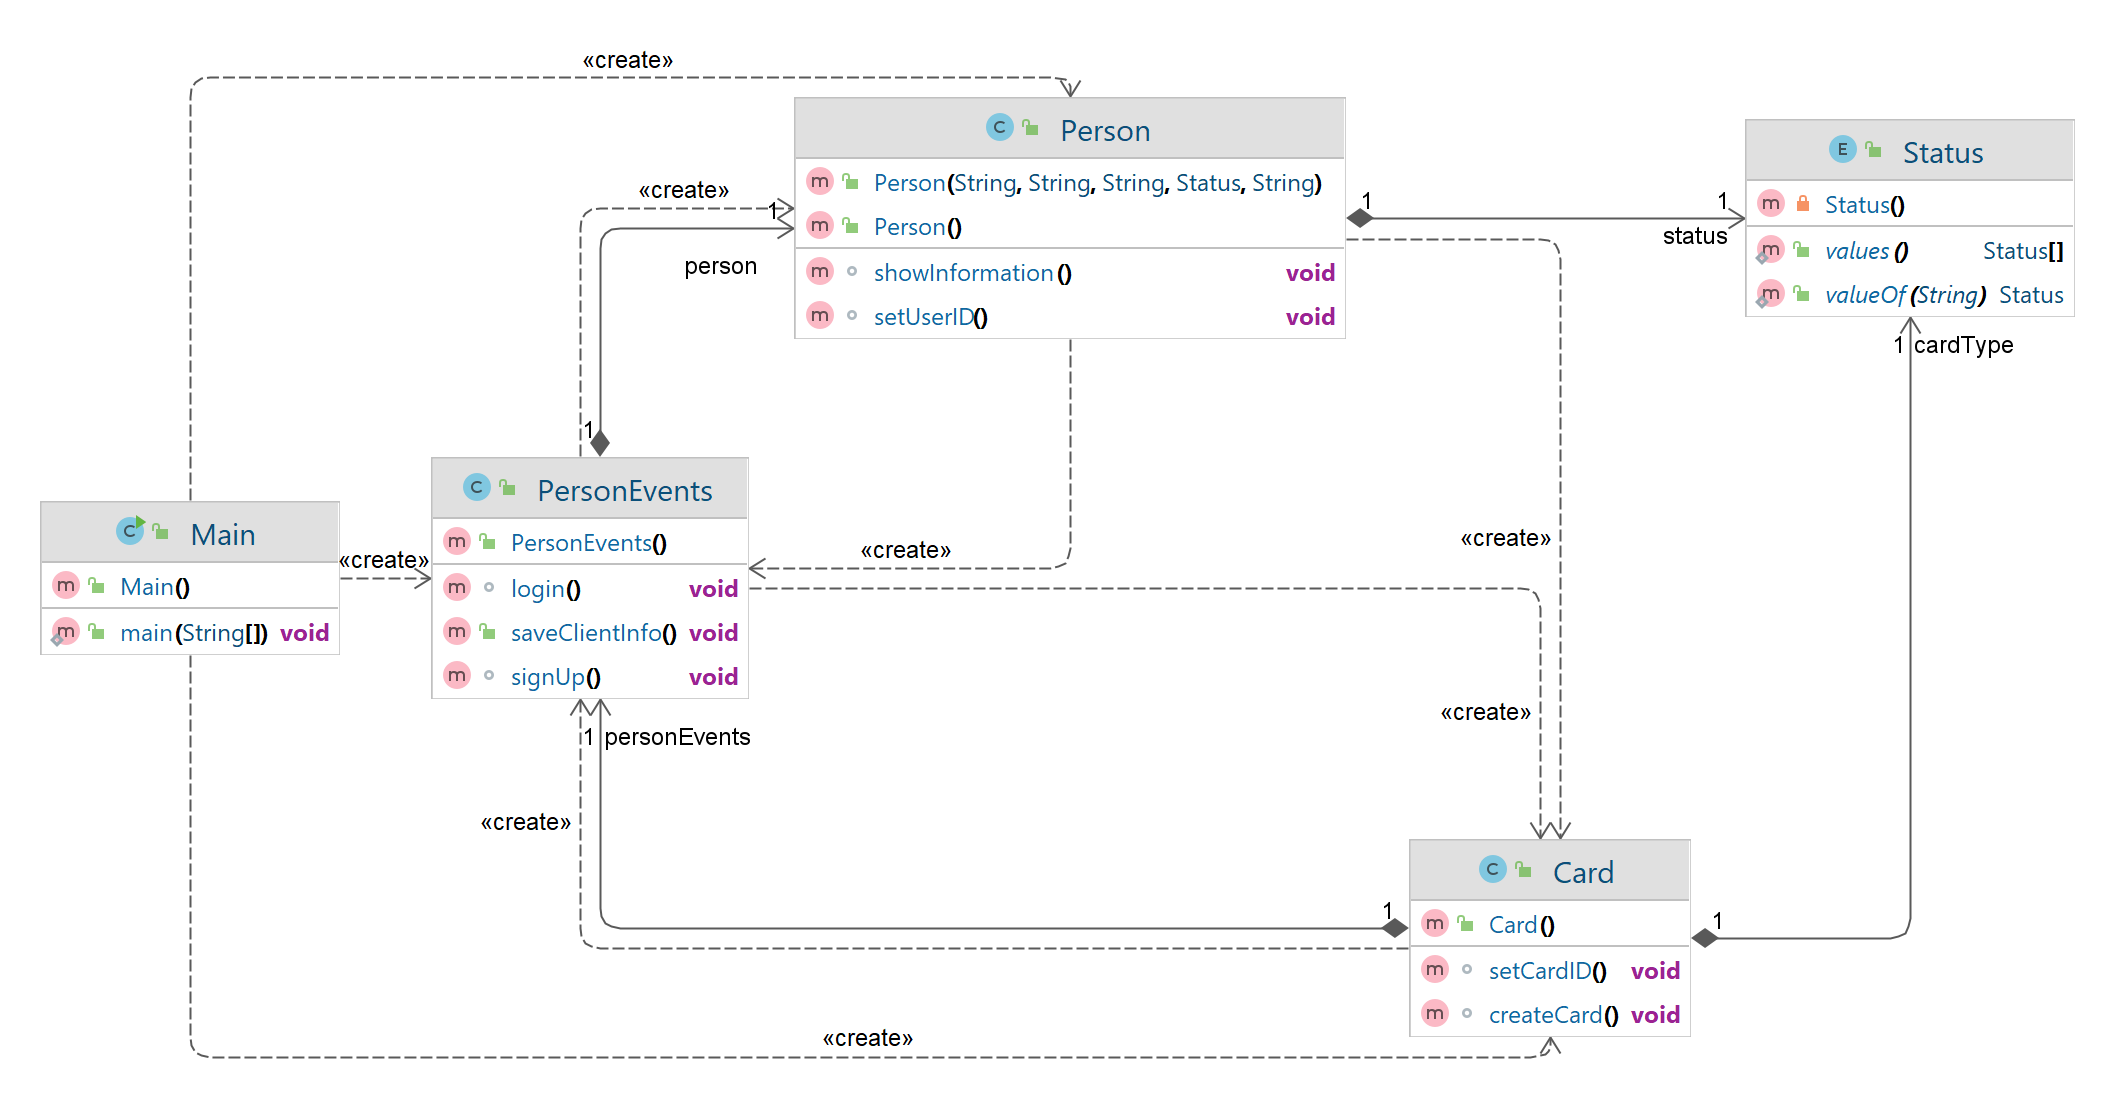 «create»
C Person
m Person(String, String, String, Status, String)
m Person()
m showInformation() void
m setUserID() void
E Status
m Status()
m values() Status[]
m valueOf(String) Status
«create»
1
person
1
1
1
status
1 cardType
C Main
m Main()
m main(String[]) void
«create»
C PersonEvents
m PersonEvents()
m login() void
m saveClientInfo() void
m signUp() void
«create»
«create»
«create»
1 personEvents
«create»
C Card
m Card()
m setCardID() void
m createCard() void
1
1
«create»